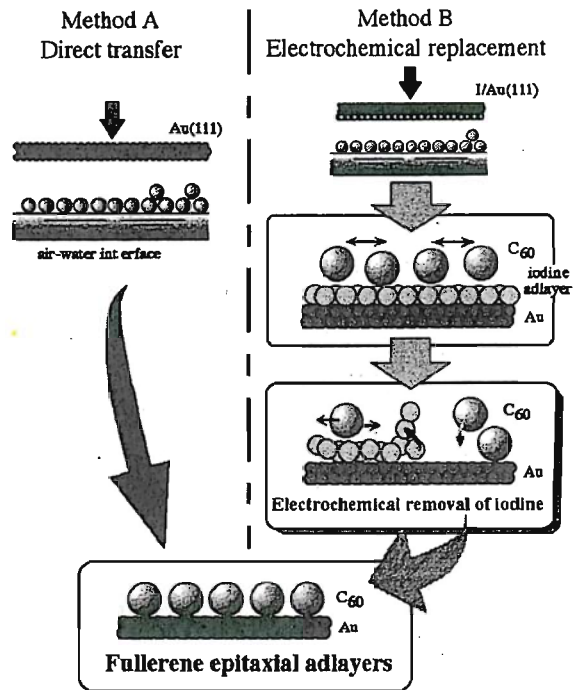 Method A
Direct transfer
Au(111)
air-water int erface
Method B
Electrochemical replacement
I/Au(111)
C60
iodine
adlayer
Au
C60
Au
Electrochemical removal of iodine
C60
Au
Fullerene epitaxial adlayers